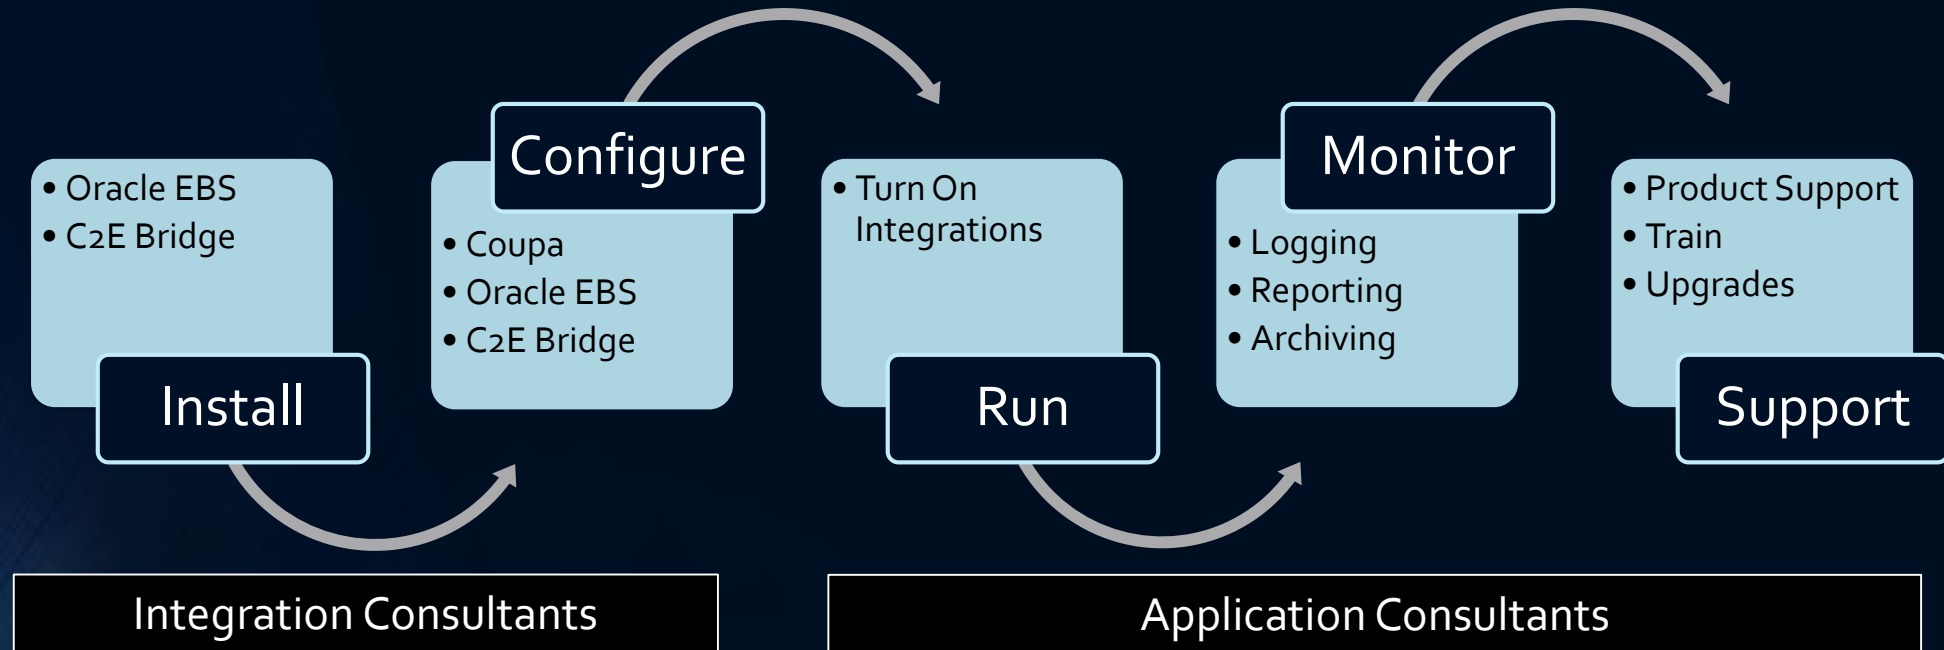 • Oracle EBS
• C2E Bridge
Install
Configure
• Coupa
• Oracle EBS
• C2E Bridge
• Turn On
Integrations
Run
Monitor
• Logging
• Reporting
• Archiving
• Product Support
• Train
• Upgrades
Support
Integration Consultants
Application Consultants